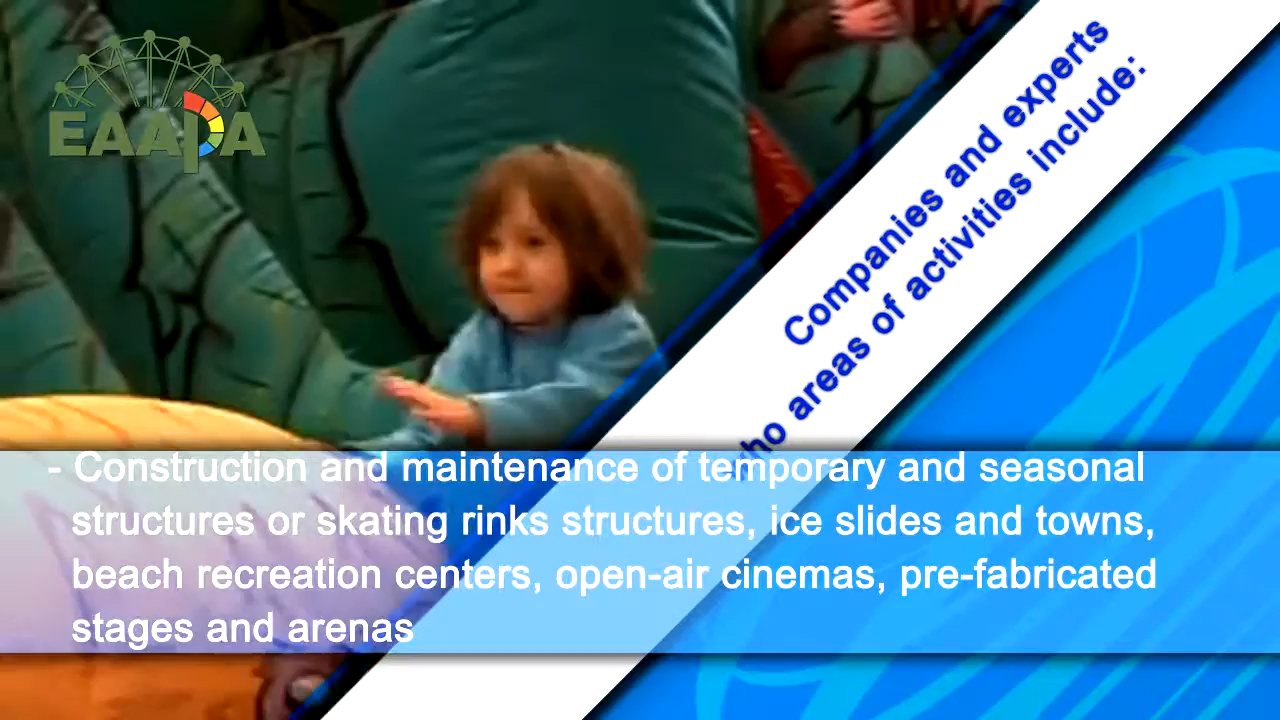 EAAPA
Companies and experts
who areas of activities include:
- Construction and maintenance of temporary and seasonal
structures or skating rinks structures, ice slides and towns,
beach recreation centers, open-air cinemas, pre-fabricated
stages and arenas